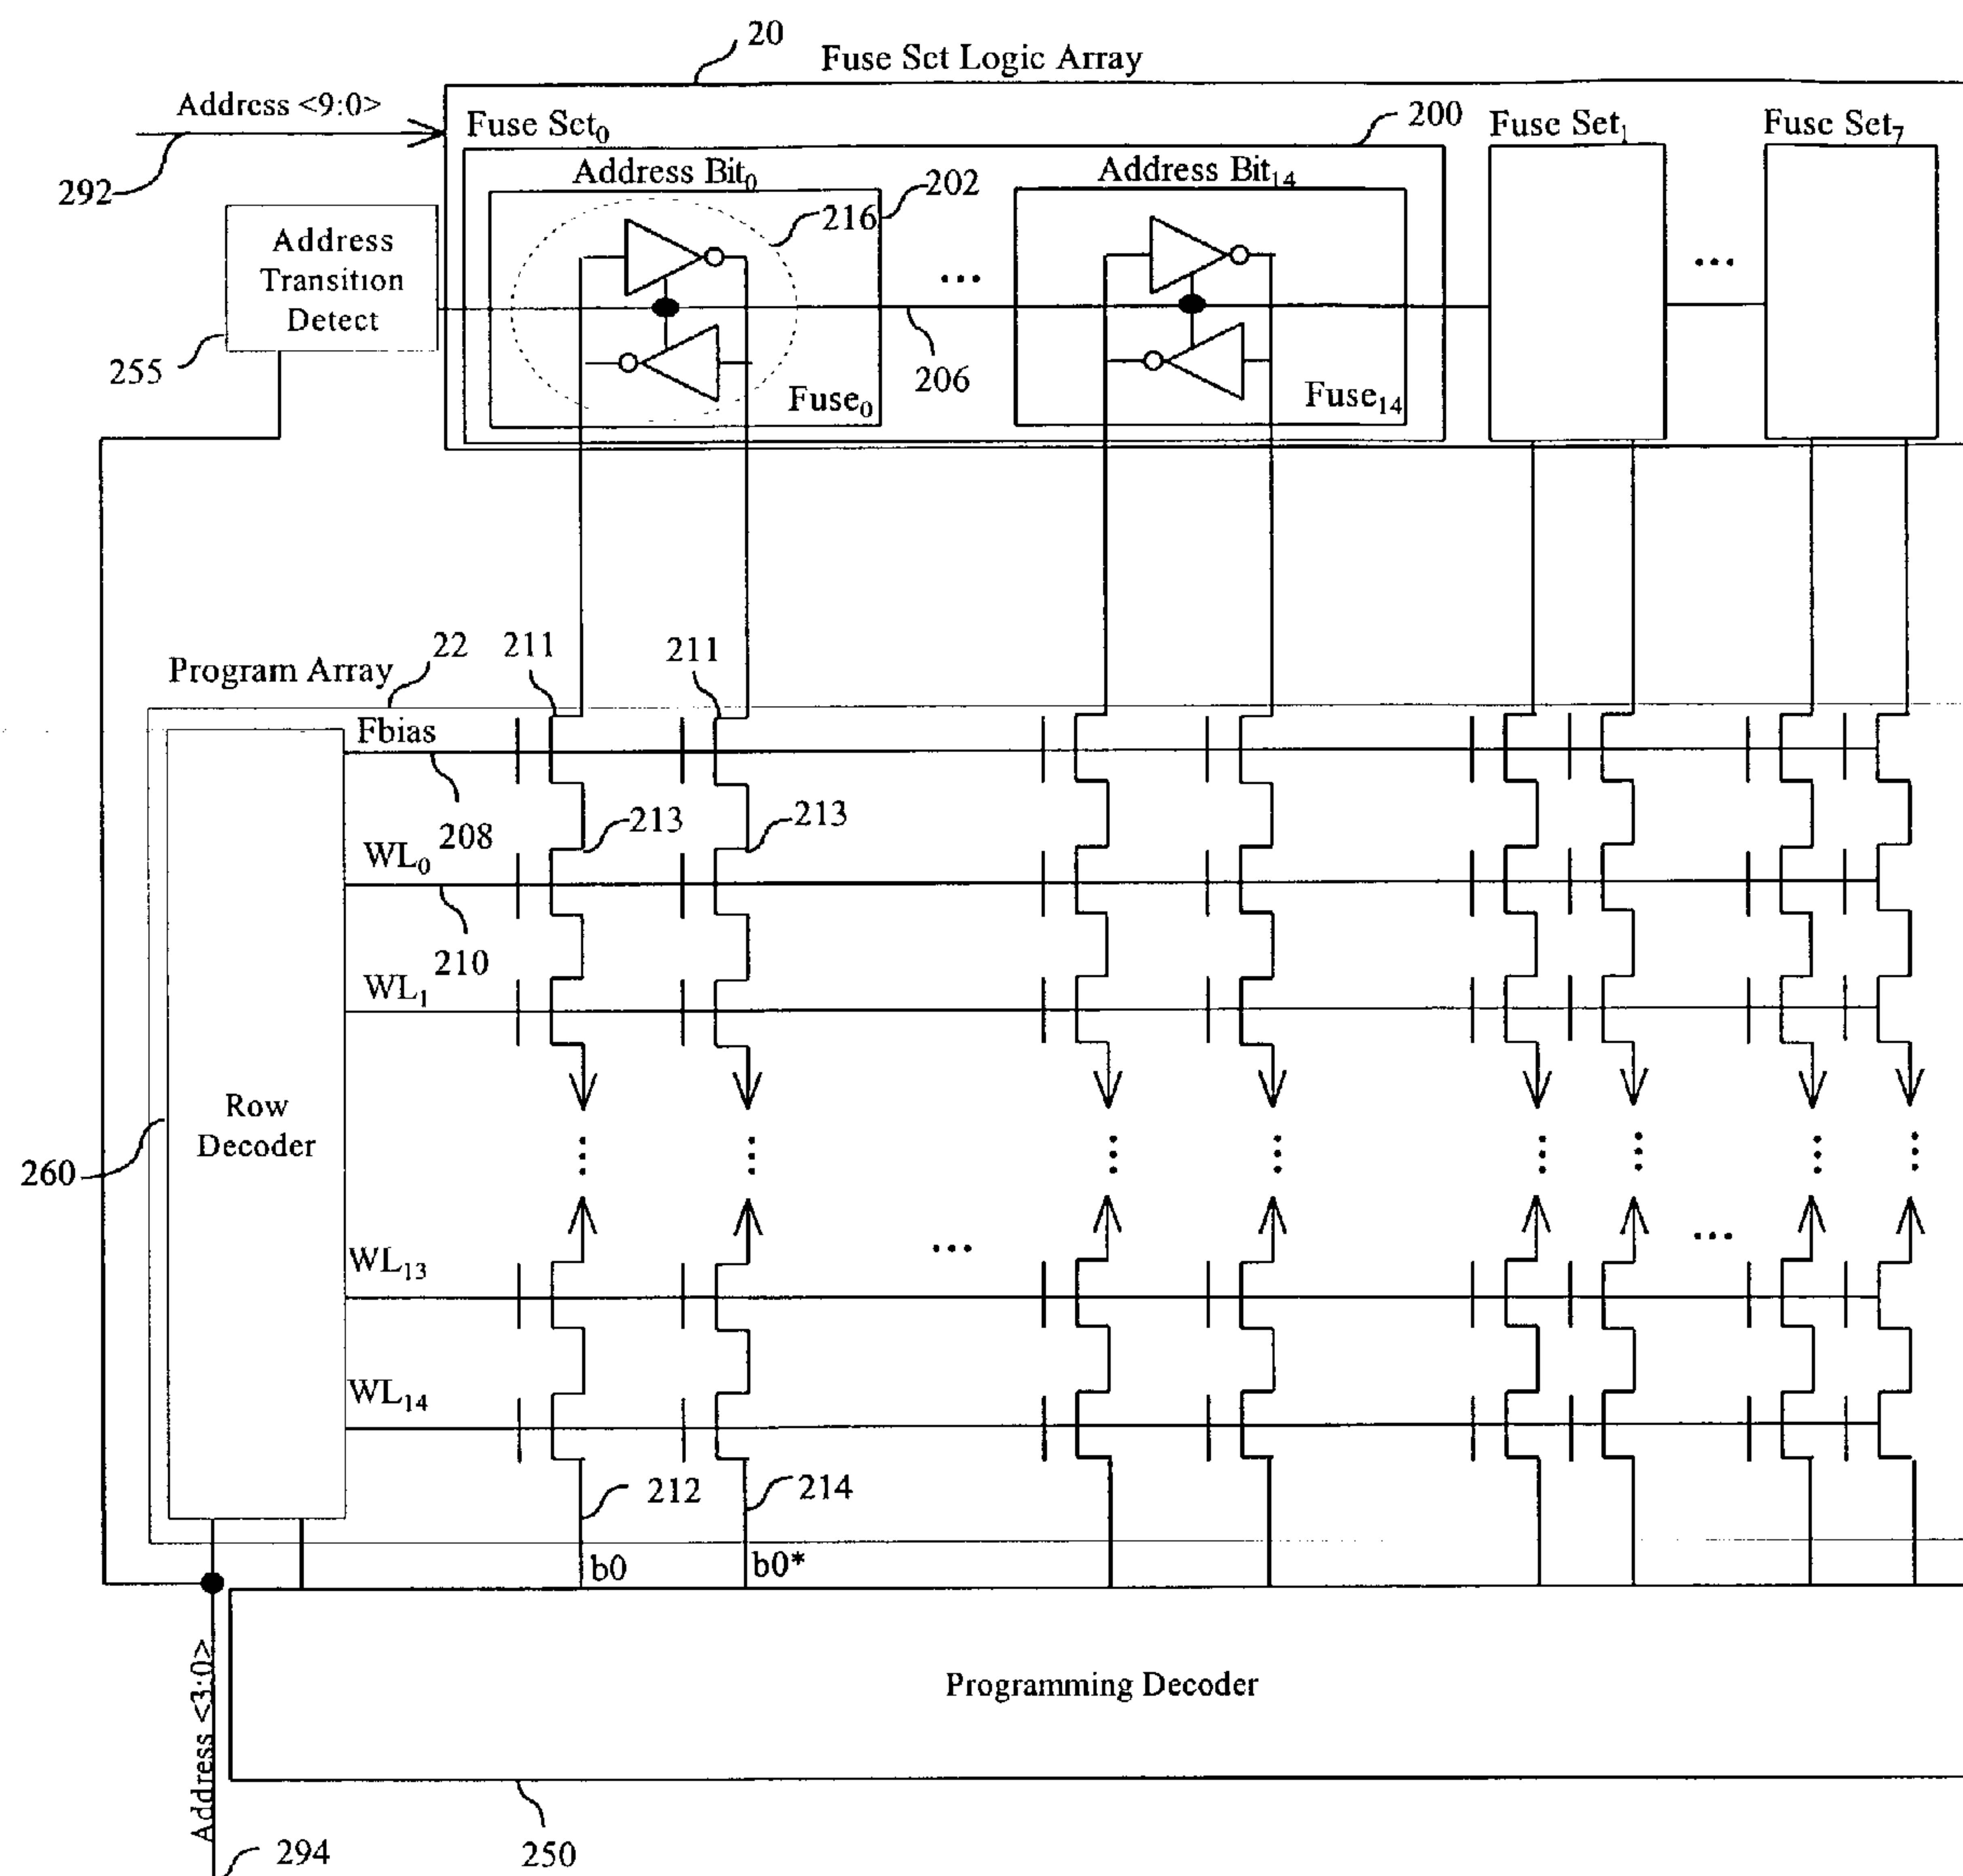 20
Fuse Set Logic Array
Address <9:0>
292
Fuse Set0
200
Fuse Set1
Fuse Set7
Address Bit0
Address Bit14
202
216
Address
Transition
Detect
...
...
255
206
Fuse0
Fuse14
Program Array
22
211
211
Fbias
208
213
213
WL0
210
WL1
Row
Decoder
260
WL13
...
...
WL14
212
214
b0
b0*
Programming Decoder
Address <3:0>
250
294